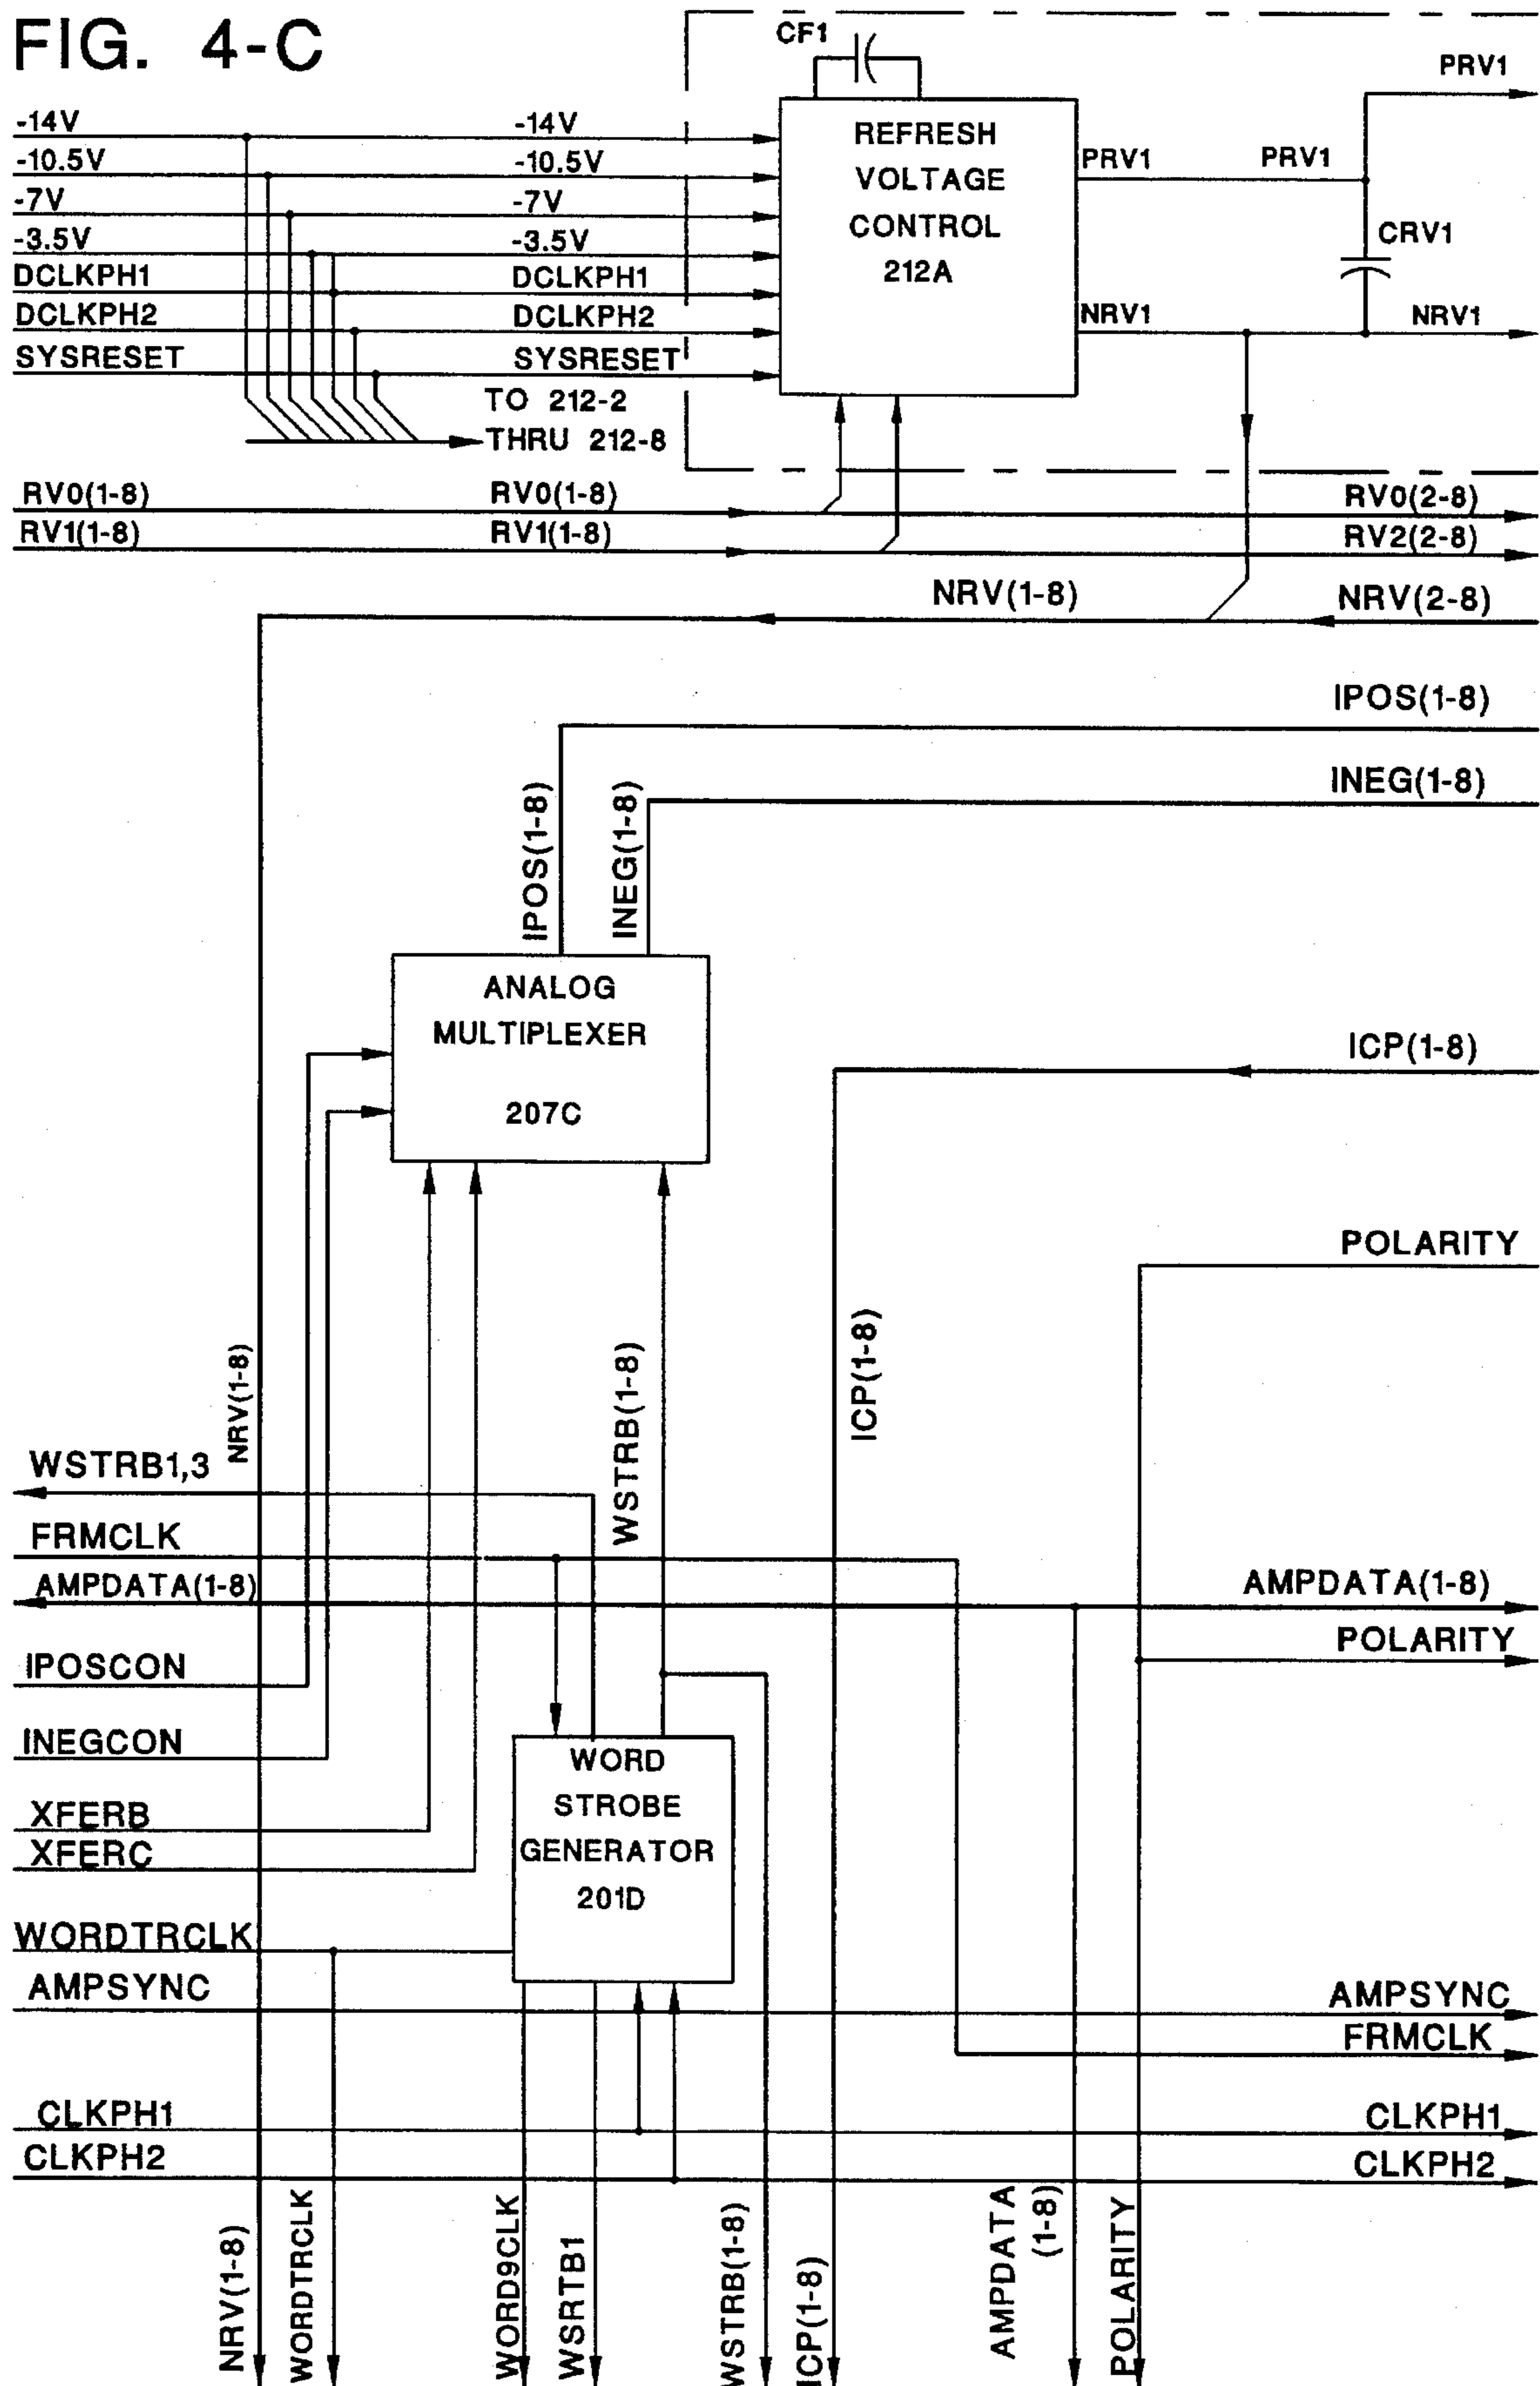 FIG. 4-C
CF1
PRV1
-14V
-14V
REFRESH
VOLTAGE
CONTROL
212A
-10.5V
-10.5V
PRV1
PRV1
-7V
-7V
-3.5V
-3.5V
CRV1
DCLKPH1
DCLKPH1
DCLKPH2
DCLKPH2
NRV1
NRV1
SYSRESET
SYSRESET
TO 212-2
THRU 212-8
RV0(1-8)
RV0(1-8)
RV0(2-8)
RV1(1-8)
RV1(1-8)
RV2(2-8)
NRV(1-8)
NRV(2-8)
IPOS(1-8)
INEG(1-8)
IPOS(1-8)
INEG(1-8)
ANALOG
MULTIPLEXER
207C
ICP(1-8)
POLARITY
NRV(1-8)
WSTRB(1-8)
ICP(1-8)
WSTRB1,3
FRMCLK
AMPDATA(1-8)
AMPDATA(1-8)
POLARITY
IPOSCON
INEGCON
WORD
STROBE
GENERATOR
201D
XFERB
XFERC
WORDTRCLK
AMPSYNC
AMPSYNC
FRMCLK
CLKPH1
CLKPH1
CLKPH2
CLKPH2
NRV(1-8)
WORDTRCLK
WORD9CLK
WSRTB1
WSTRB(1-8)
ICP(1-8)
AMPDATA
(1-8)
POLARITY